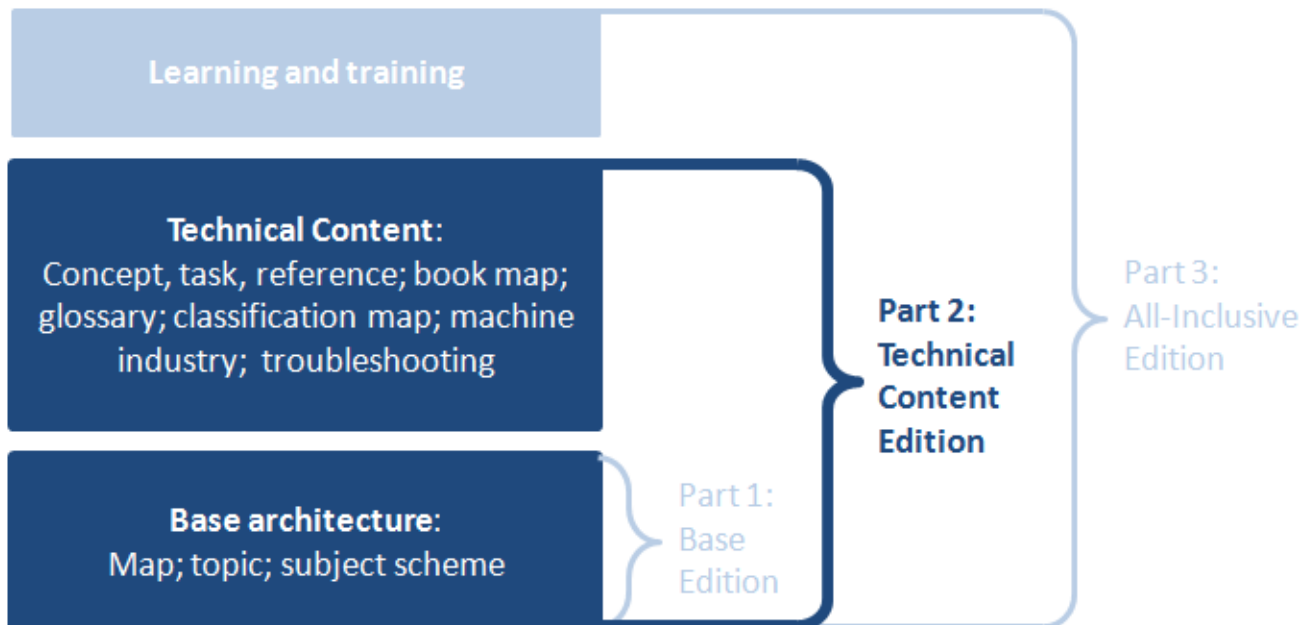 Learning and training
Technical Content:
Concept, task, reference; book map;
glossary; classification map; machine
industry; troubleshooting
Base architecture:
Map; topic; subject scheme
Part 1:
Base
Edition
Part 2:
Technical
Content
Edition
Part 3:
All-Inclusive
Edition